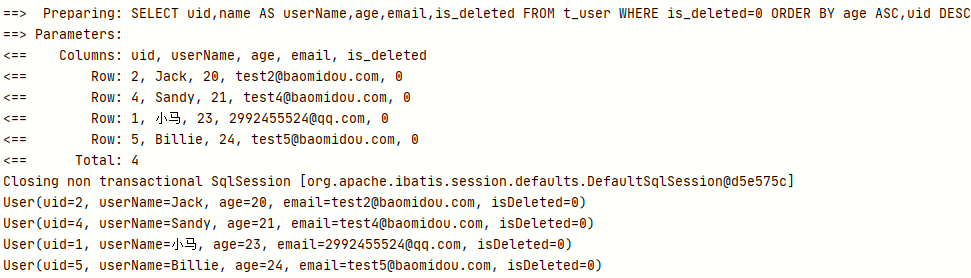 ==>  Preparing: SELECT uid,name AS userName,age,email,is_deleted FROM t_user WHERE is_deleted=0 ORDER BY age ASC,uid DESC
==> Parameters:
<==    Columns: uid, userName, age, email, is_deleted
<==        Row: 2, Jack, 20, test2@baomidou.com, 0
<==        Row: 4, Sandy, 21, test4@baomidou.com, 0
<==        Row: 1, 小马, 23, 2992455524@qq.com, 0
<==        Row: 5, Billie, 24, test5@baomidou.com, 0
<==      Total: 4
Closing non transactional SqlSession [org.apache.ibatis.session.defaults.DefaultSqlSession@d5e575c]
User(uid=2, userName=Jack, age=20, email=test2@baomidou.com, isDeleted=0)
User(uid=4, userName=Sandy, age=21, email=test4@baomidou.com, isDeleted=0)
User(uid=1, userName=小马, age=23, email=2992455524@qq.com, isDeleted=0)
User(uid=5, userName=Billie, age=24, email=test5@baomidou.com, isDeleted=0)